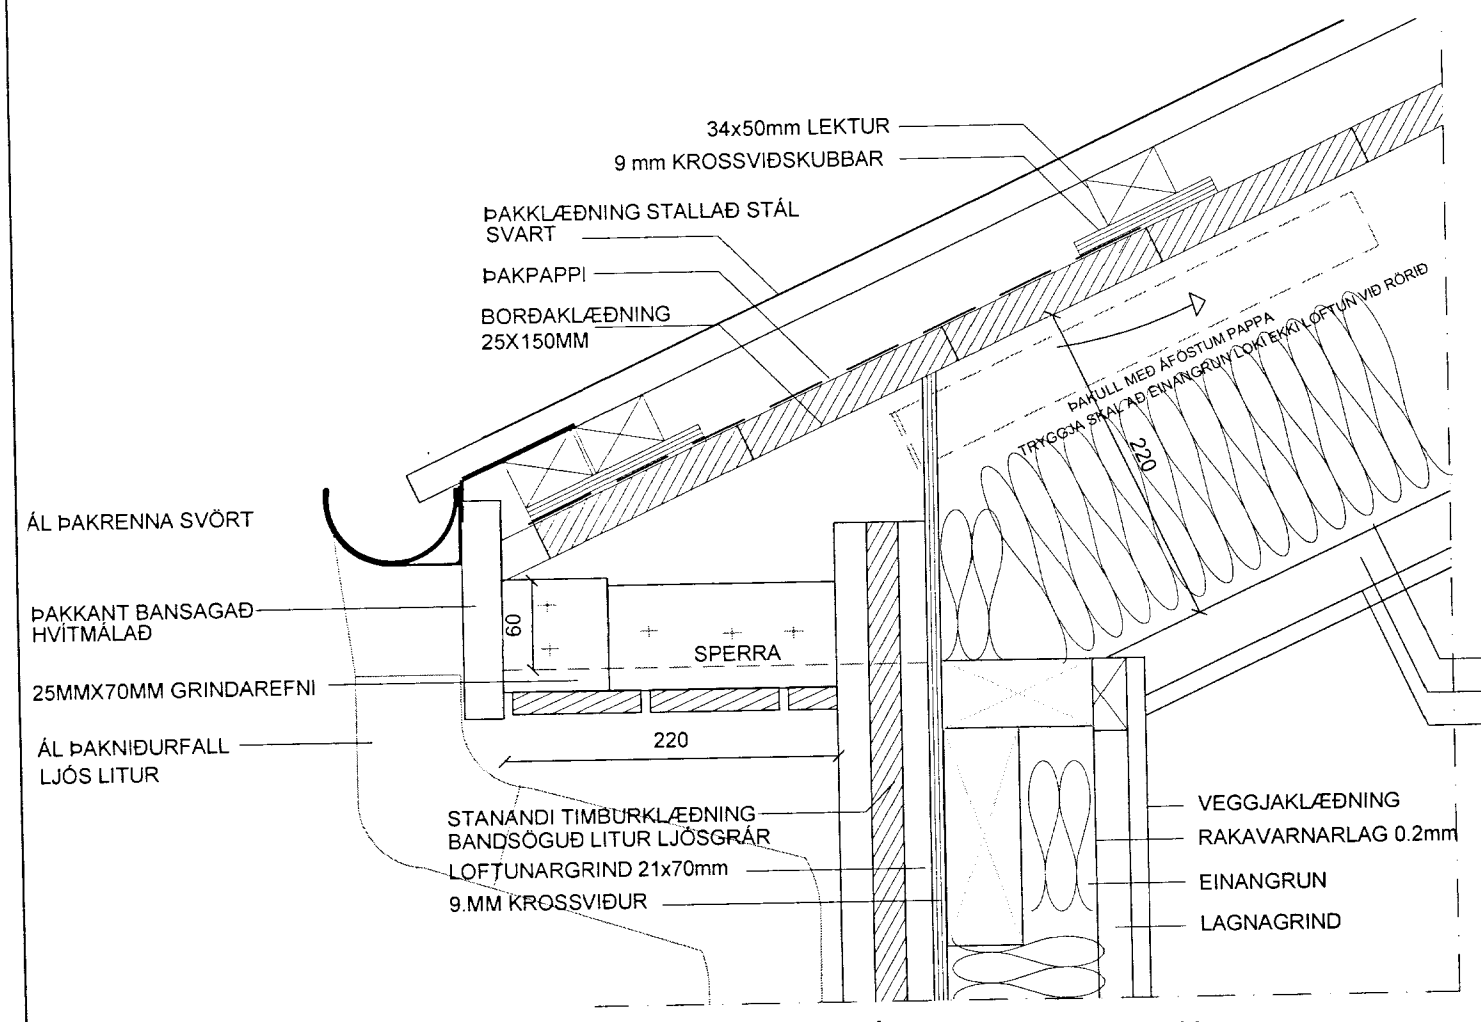 34x50mm LEKTUR
9 mm KROSSVIÐSKUBBAR
ÞAKKLÆÐNING STALLAÐ STÁL
SVART
ÞAKPAPPI
BORÐAKLÆÐNING
25X150MM
ÞAKULL MEÐ ÁFÖSTUM PAPPA
TRYGGJA SKAL AÐ EINANGRUN LOKI EKKI LOFTUN VIÐ RÖRIÐ
220
ÁL ÞAKRENNA SVÖRT
ÞAKKANT BANSAGAÐ
HVÍTMÁLAÐ
60
SPERRA
25MMX70MM GRINDAREFNI
220
ÁL ÞAKNIÐURFALL
LJÓS LITUR
STANANDI TIMBURKLÆÐNING
BANDSÖGUÐ LITUR LJÓSGRÁR
LOFTUNARGRIND 21x70mm
9.MM KROSSVIÐUR
VEGGJAKLÆÐNING
RAKAVARNARLAG 0.2mm
EINANGRUN
LAGNAGRIND